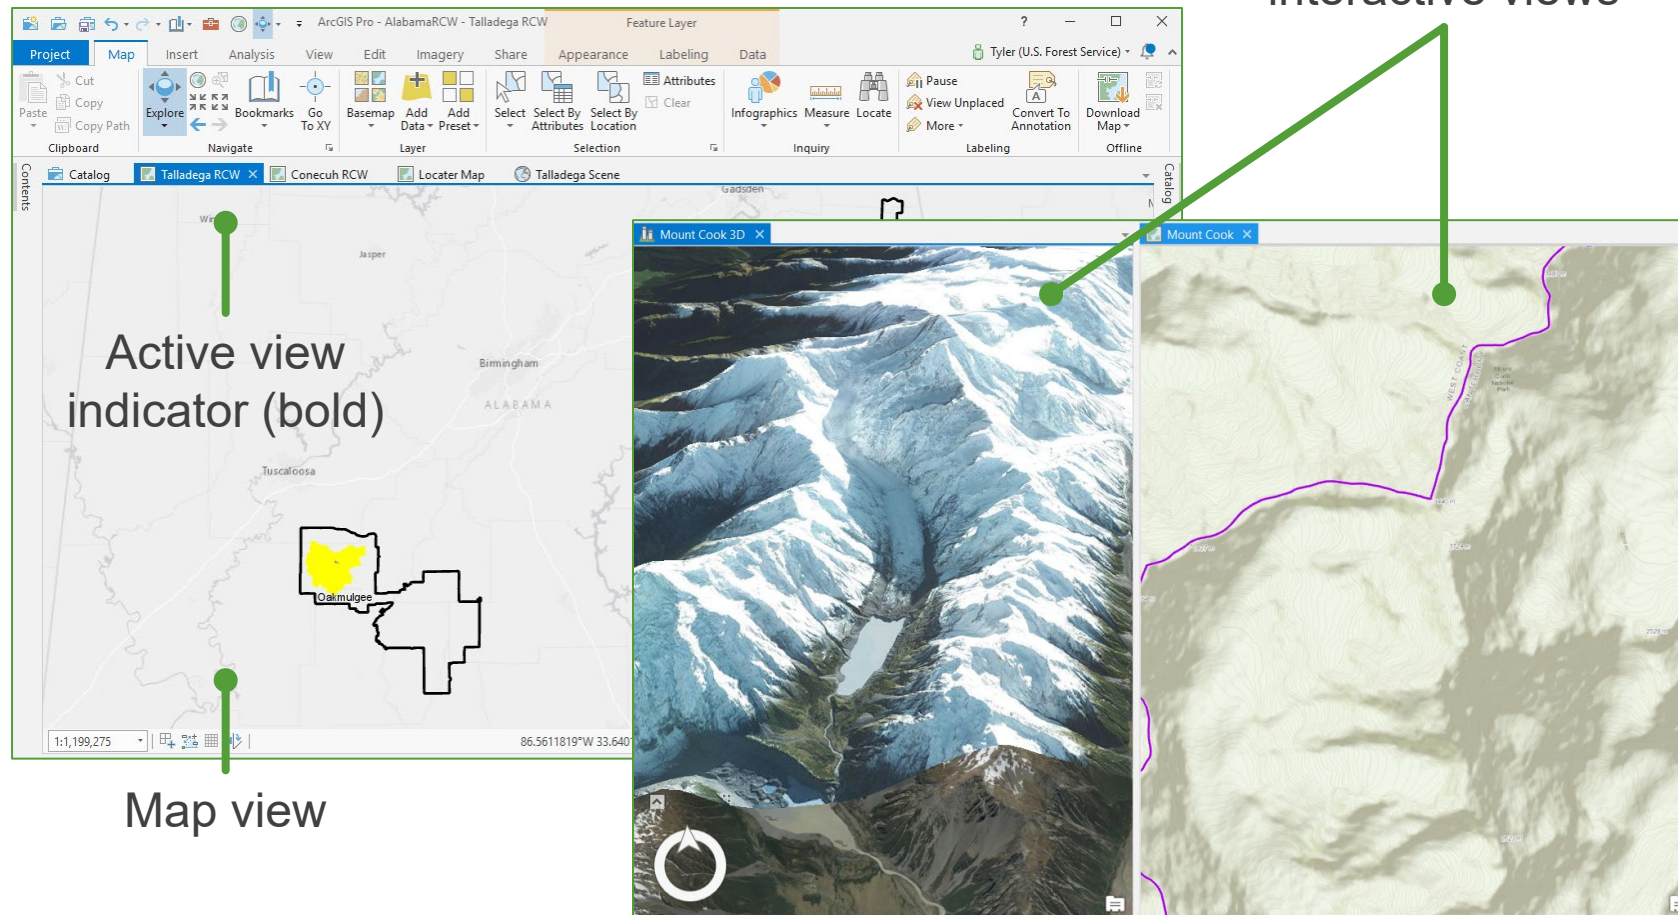 interactive views
ArcGIS Pro - AlabamaRCW - Talladega RCW
Feature Layer
?
Project Map Insert Analysis View Edit Imagery Share Appearance Labeling Data
Tyler (U.S. Forest Service)
Paste
Cut
Copy
Copy Path
Explore
Bookmarks
Go To XY
Basemap
Add Data
Add Preset
Select
Select By Attributes
Select By Location
Attributes
Clear
Infographics
Measure
Locate
Pause
View Unplaced
More
Convert To Annotation
Download Map
Clipboard Navigate Layer Selection Inquiry Labeling Offline
Contents
Catalog Talladega RCW Conecuh RCW Locater Map Talladega Scene
Catalog
Gadsden
Jasper
Mount Cook 3D
Mount Cook
Active view
indicator (bold)
Birmingham
ALABAMA
WEST COAST
Tuscaloosa
Oakmulgee
1:1,199,275
86.5611819°W 33.640
Map view